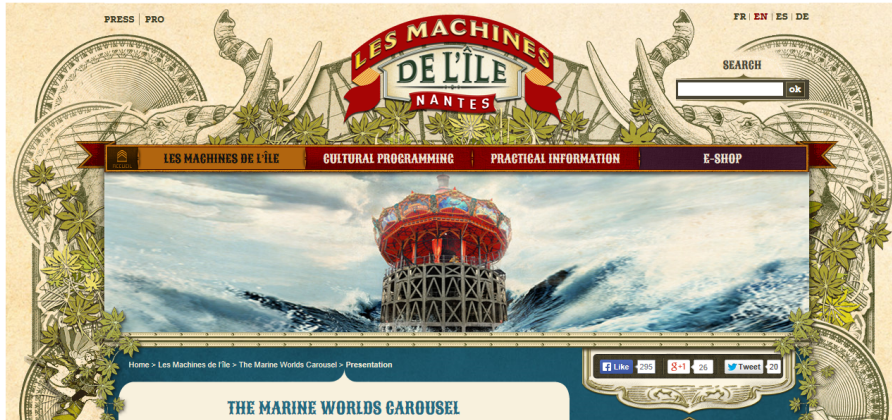 PRESS | PRO
FR | EN | ES | DE
LES MACHINES
DE L'ÎLE
NANTES
SEARCH
ok
ACCUEIL
LES MACHINES DE L'ÎLE
CULTURAL PROGRAMMING
PRACTICAL INFORMATION
E-SHOP
Home > Les Machines de l'île > The Marine Worlds Carousel > Presentation
Like 295
g+1 26
Tweet 20
THE MARINE WORLDS CAROUSEL